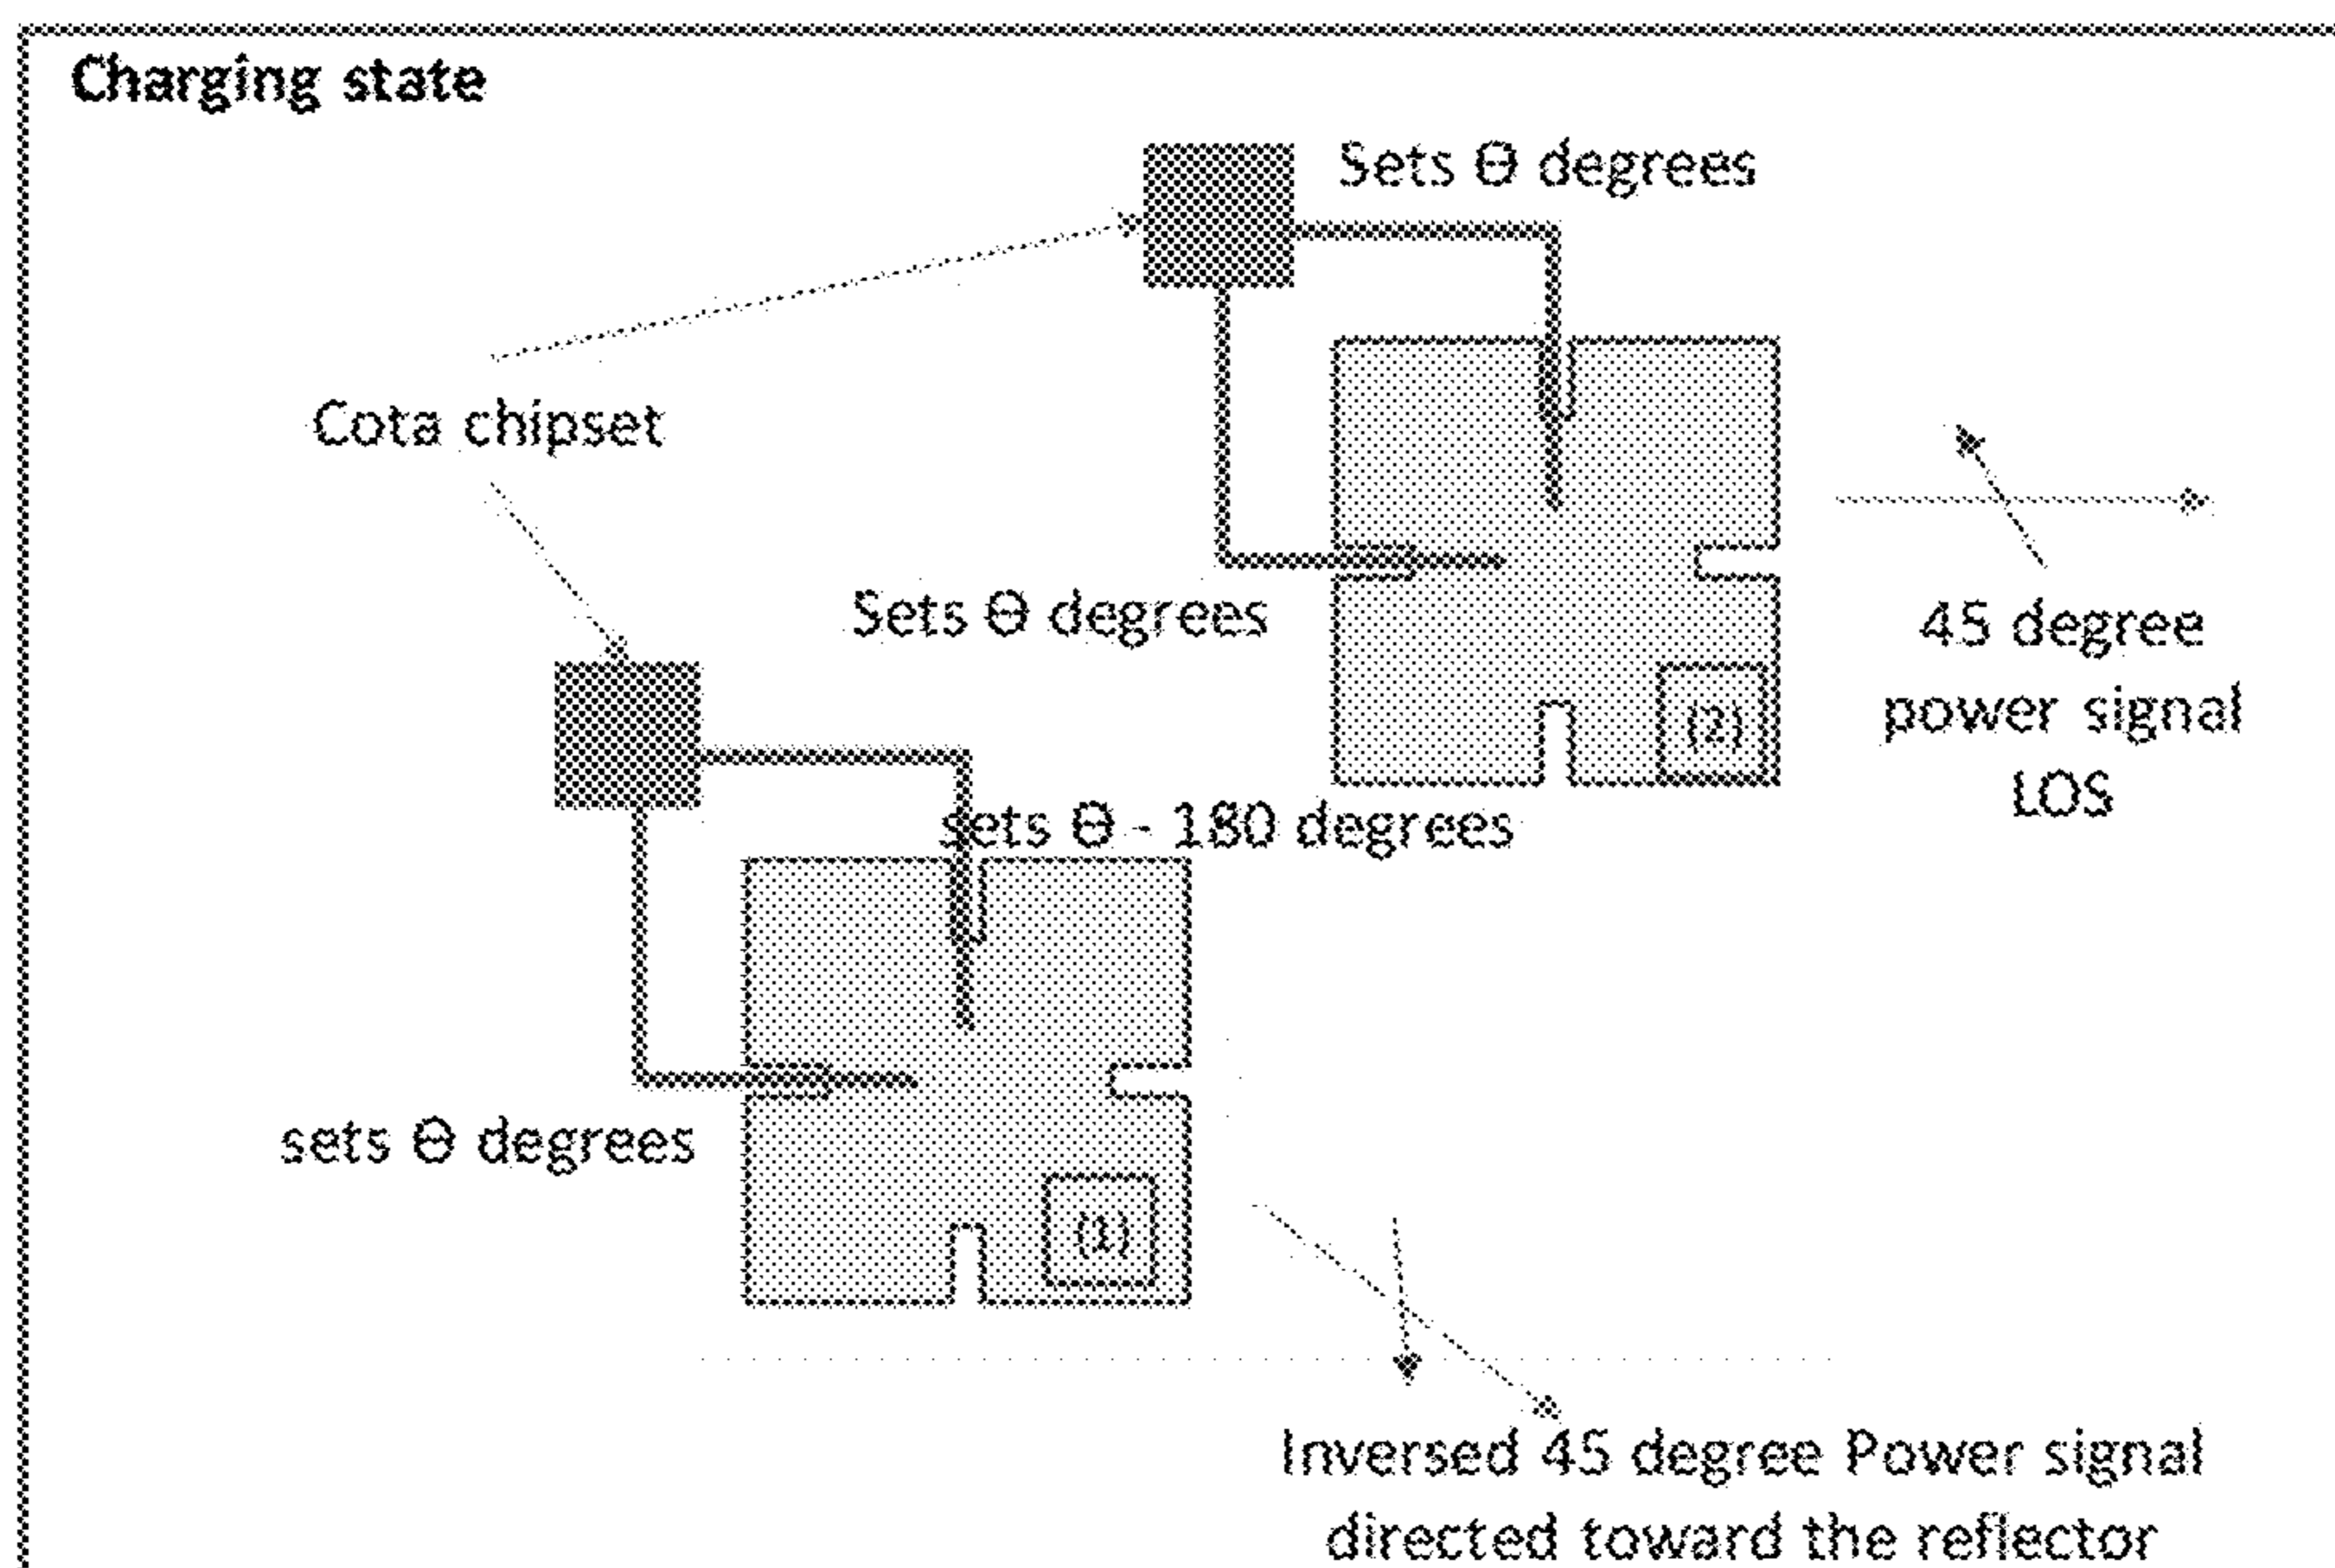 Charging state
Sets Θ degrees
Cota chipset
Sets Θ degrees
45 degree
power signal
LOS
(2)
sets Θ - 180 degrees
sets Θ degrees
(1)
Inversed 45 degree Power signal
directed toward the reflector